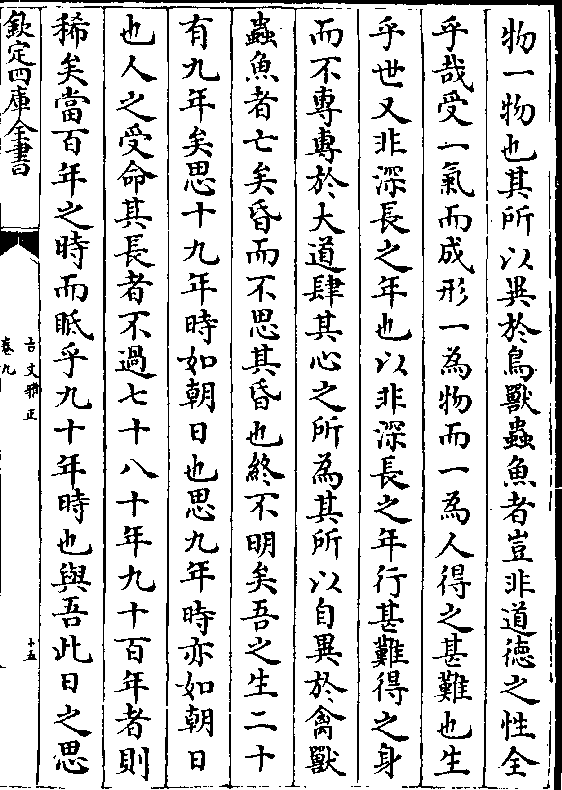 物一物也其所以異於鳥獸蟲魚者豈非道德之性全
乎哉受一氣而成形一為物而一為人得之甚難也生
乎世又非深長之年也以非深長之年行甚難得之身
而不專專於大道肆其心之所為其所以自異於禽獸
蟲魚者亡矣昏而不思其昏也終不明矣吾之生二十
有九年矣思十九年時如朝日也思九年時亦如朝日
也人之受命其長者不過七十八十年九十百年者則
稀矣當百年之時而眂乎九十年時也與吾此日之思
欽定四庫全書
古文雅正
卷九
十五